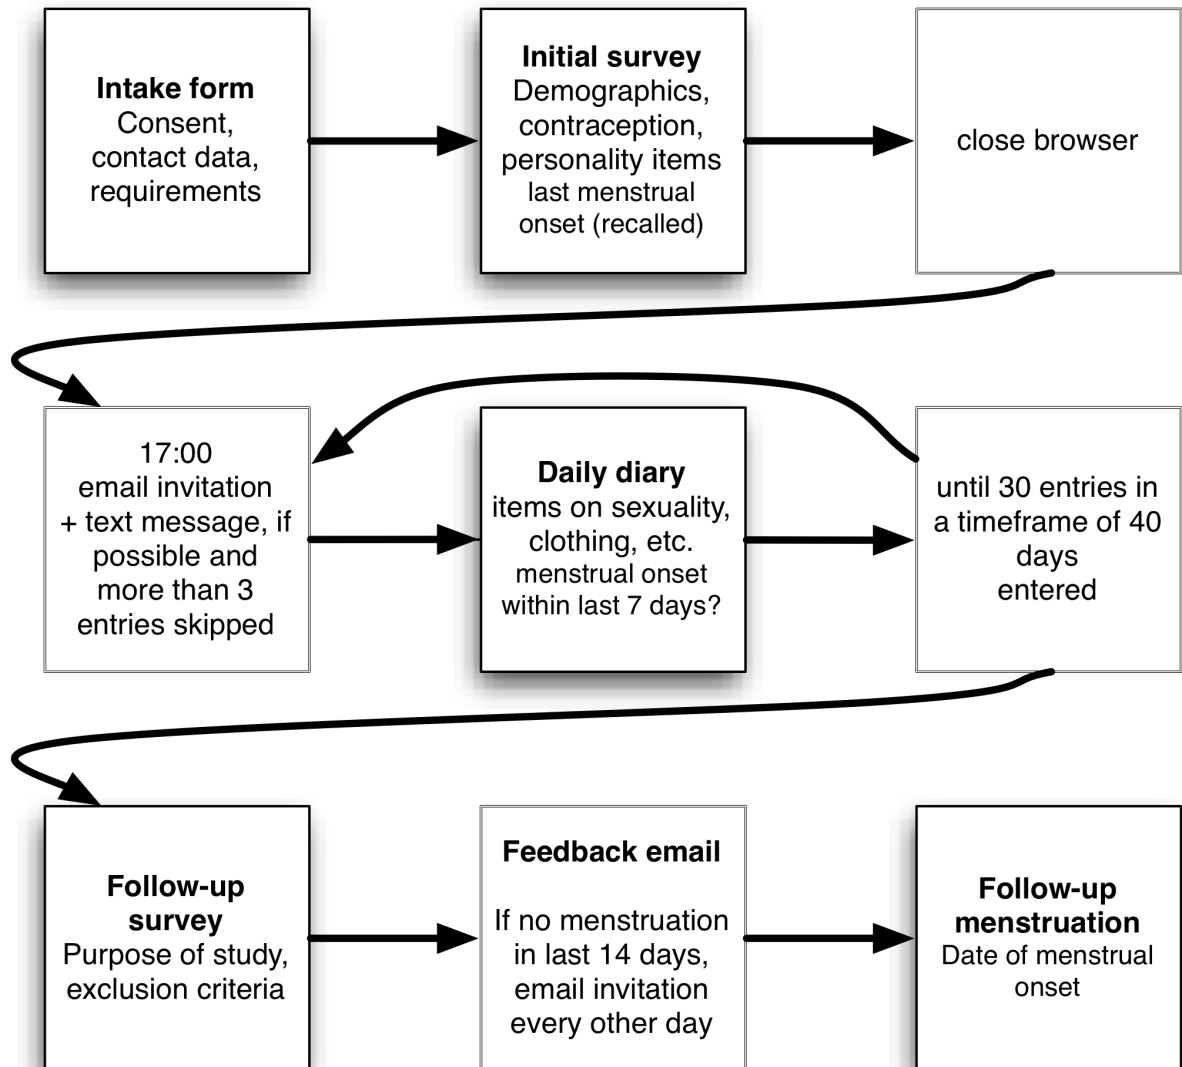 Intake form
Consent,
contact data,
requirements
Initial survey
Demographics,
contraception,
personality items
last menstrual
onset (recalled)
close browser
17:00
email invitation
+ text message, if
possible and
more than 3
entries skipped
Daily diary
items on sexuality,
clothing, etc.
menstrual onset
within last 7 days?
until 30 entries in
a timeframe of 40
days
entered
Follow-up
survey
Purpose of study,
exclusion criteria
Feedback email
If no menstruation
in last 14 days,
email invitation
every other day
Follow-up
menstruation
Date of menstrual
onset